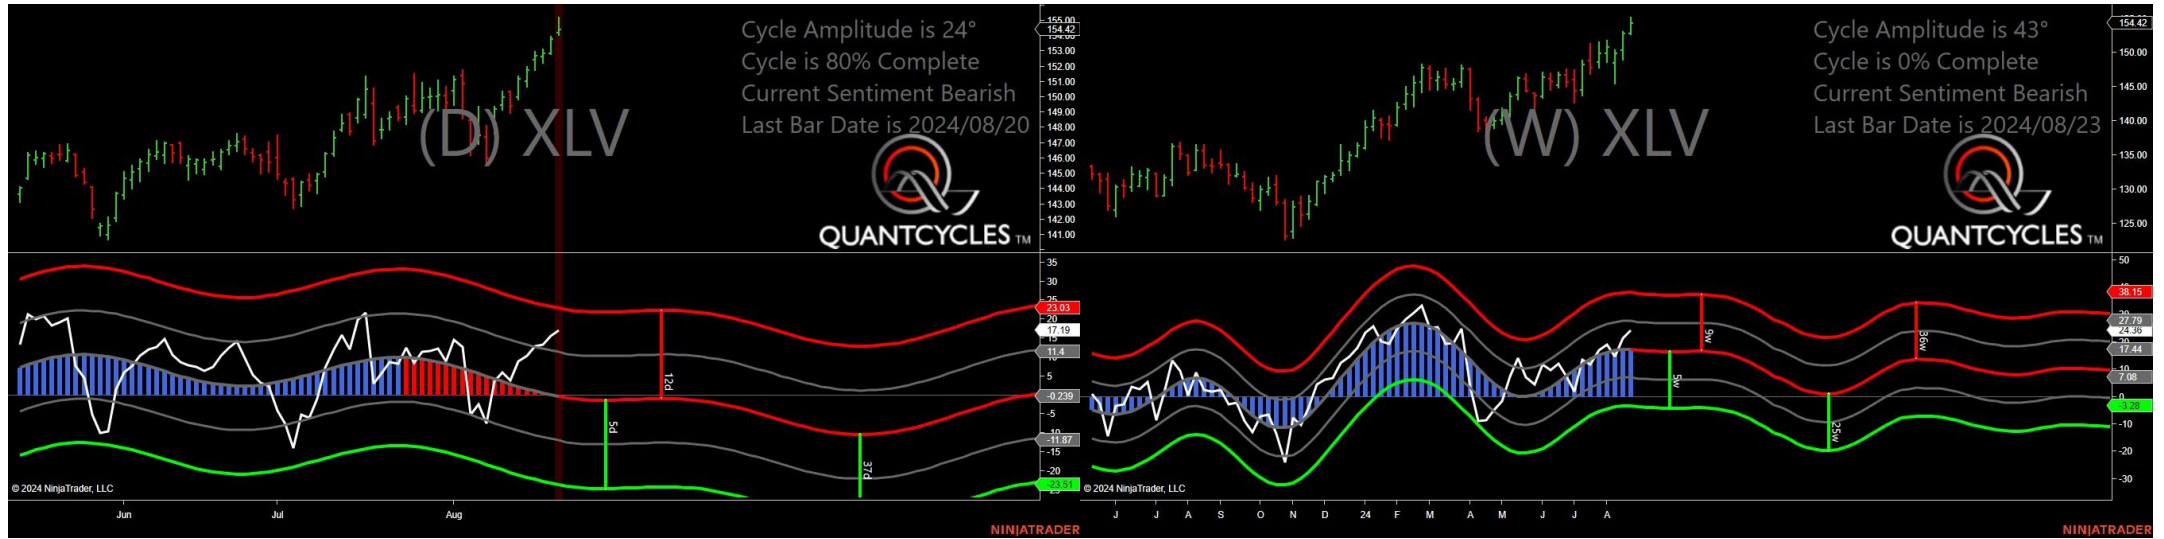 Cycle Amplitude is 24°
Cycle is 80% Complete
Current Sentiment Bearish
Last Bar Date is 2024/08/20
(D) XLV
QUANTCYCLES TM
155.00
154.42
153.00
152.00
151.00
150.00
149.00
148.00
147.00
146.00
145.00
144.00
143.00
142.00
141.00
35
30
25
23.03
20
17.19
11.4
5
-0.239
-5
-10
-11.87
-15
-20
-23.51
12d
5d
37d
© 2024 NinjaTrader, LLC
Jun Jul Aug
NINJATRADER
Cycle Amplitude is 43°
Cycle is 0% Complete
Current Sentiment Bearish
Last Bar Date is 2024/08/23
(W) XLV
QUANTCYCLES TM
154.42
150.00
145.00
140.00
135.00
130.00
125.00
50
40
38.15
27.79
24.36
17.44
10
7.08
0
-3.28
-10
-20
-30
9w
5w
36w
25w
© 2024 NinjaTrader, LLC
J J A S O N D 24 F M A M J J A
NINJATRADER